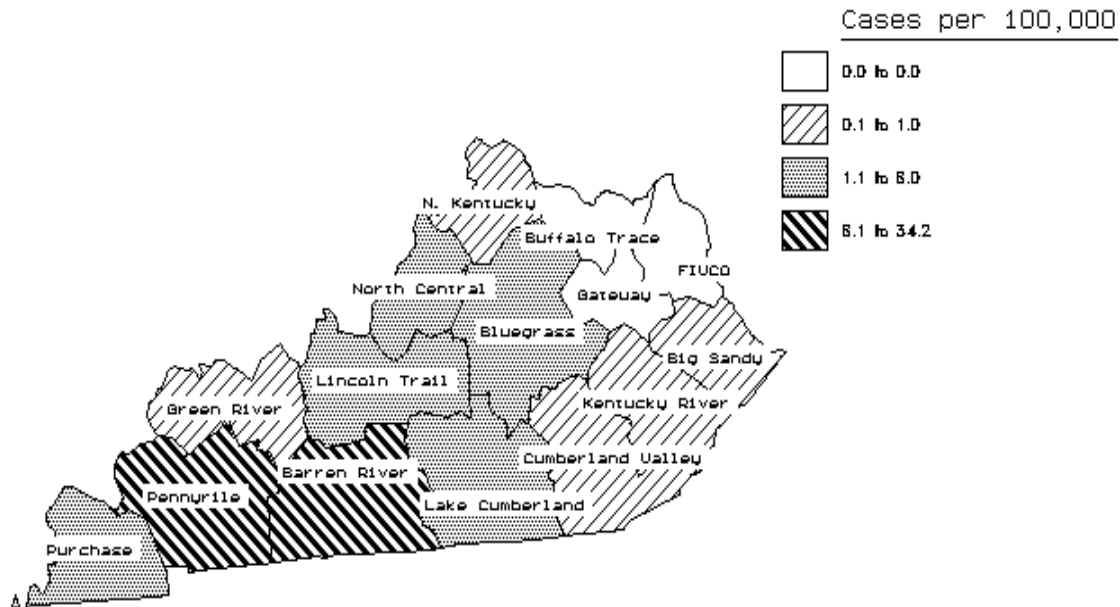 Cases per 100,000
0.0 to 0.0
0.1 to 1.0
1.1 to 6.0
6.1 to 34.2
N. Kentucky
Buffalo Trace
FIVCO
North Central
Gateway
Bluegrass
Big Sandy
Lincoln Trail
Kentucky River
Green River
Cumberland Valley
Barren River
Pennyrile
Lake Cumberland
Purchase